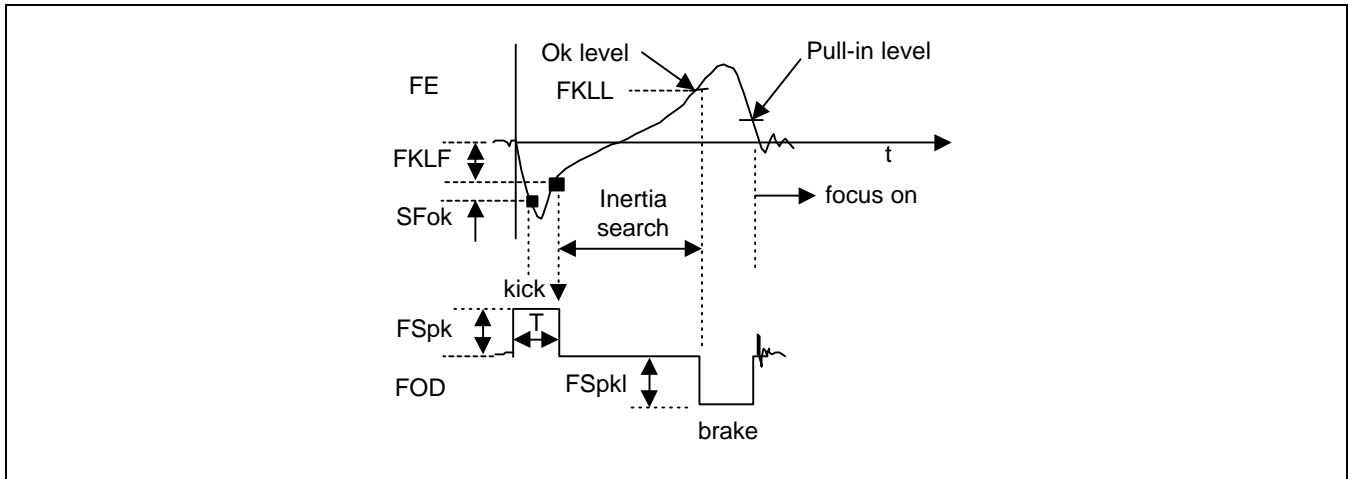 Ok level
Pull-in level
FE
FKLL
t
FKLF
focus on
Inertia
search
SFok
kick
FSpk
T
FSpkl
FOD
brake